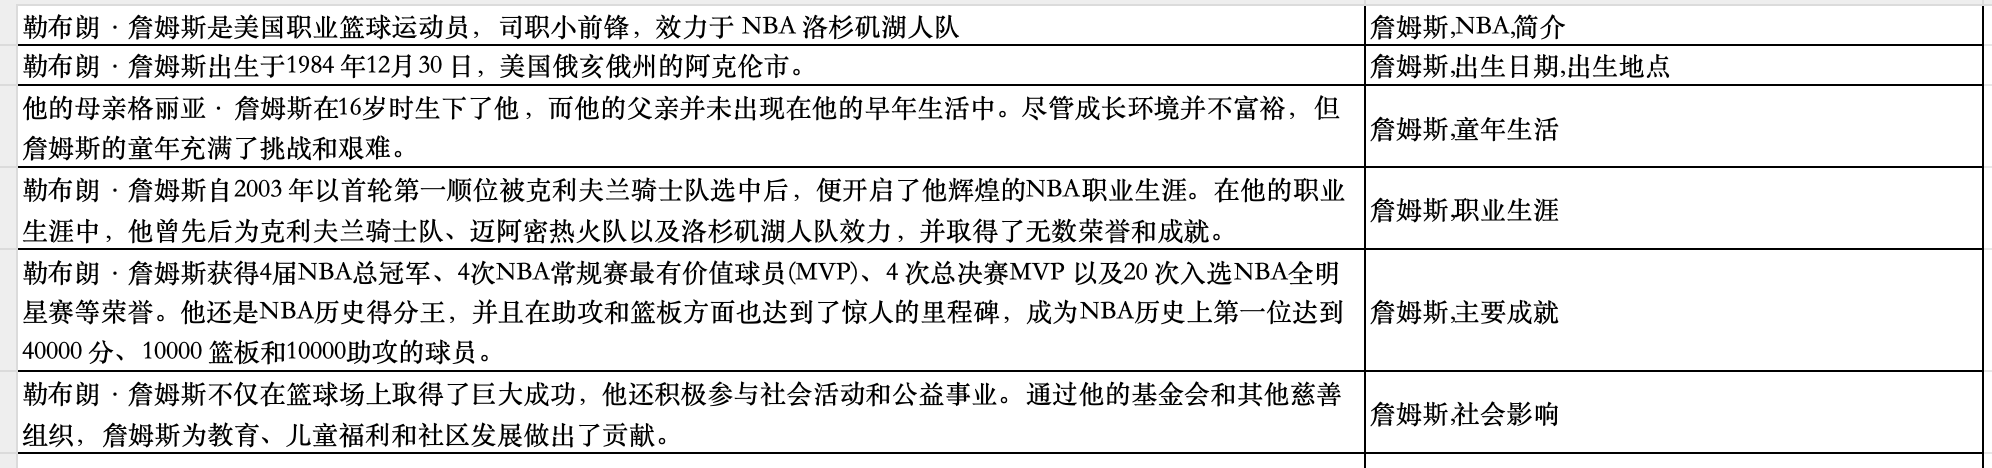 勒布朗·詹姆斯是美国职业篮球运动员，司职小前锋，效力于 NBA 洛杉矶湖人队
詹姆斯,NBA,简介
勒布朗·詹姆斯出生于1984 年12月 30 日，美国俄亥俄州的阿克伦市。
詹姆斯,出生日期,出生地点
他的母亲格丽亚·詹姆斯在16岁时生下了他，而他的父亲并未出现在他的早年生活中。尽管成长环境并不富裕，但
詹姆斯的童年充满了挑战和艰难。
詹姆斯,童年生活
勒布朗·詹姆斯自2003 年以首轮第一顺位被克利夫兰骑士队选中后，便开启了他辉煌的NBA职业生涯。在他的职业
生涯中，他曾先后为克利夫兰骑士队、迈阿密热火队以及洛杉矶湖人队效力，并取得了无数荣誉和成就。
詹姆斯,职业生涯
勒布朗·詹姆斯获得4届NBA总冠军、4次NBA常规赛最有价值球员(MVP)、4 次总决赛MVP 以及20 次入选NBA全明
星赛等荣誉。他还是NBA历史得分王，并且在助攻和篮板方面也达到了惊人的里程碑，成为NBA历史上第一位达到
40000 分、10000 篮板和10000助攻的球员。
詹姆斯,主要成就
勒布朗·詹姆斯不仅在篮球场上取得了巨大成功，他还积极参与社会活动和公益事业。通过他的基金会和其他慈善
组织，詹姆斯为教育、儿童福利和社区发展做出了贡献。
詹姆斯,社会影响